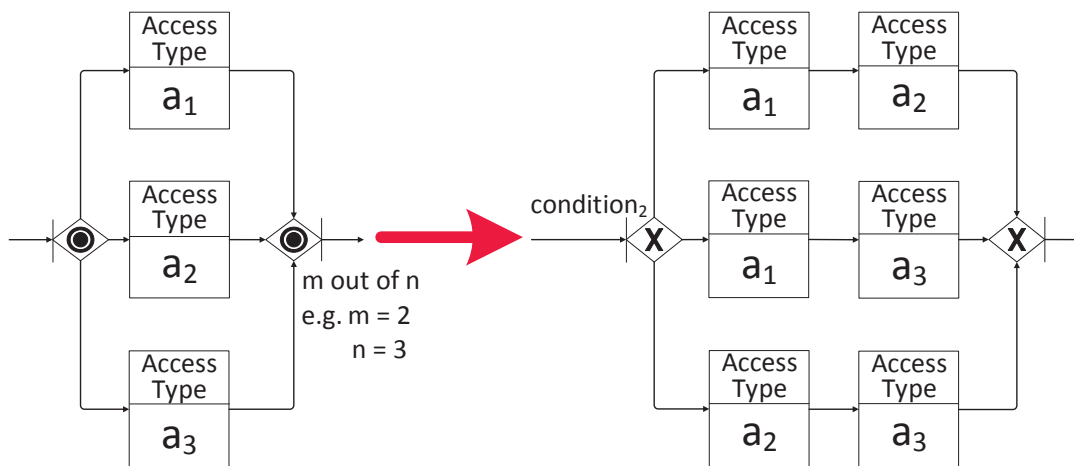 Access
Type
a₁
Access
Type
a₂
Access
Type
a₃
m out of n
e.g. m = 2
n = 3
condition₂
X
Access
Type
a₁
Access
Type
a₂
Access
Type
a₁
Access
Type
a₃
X
Access
Type
a₂
Access
Type
a₃